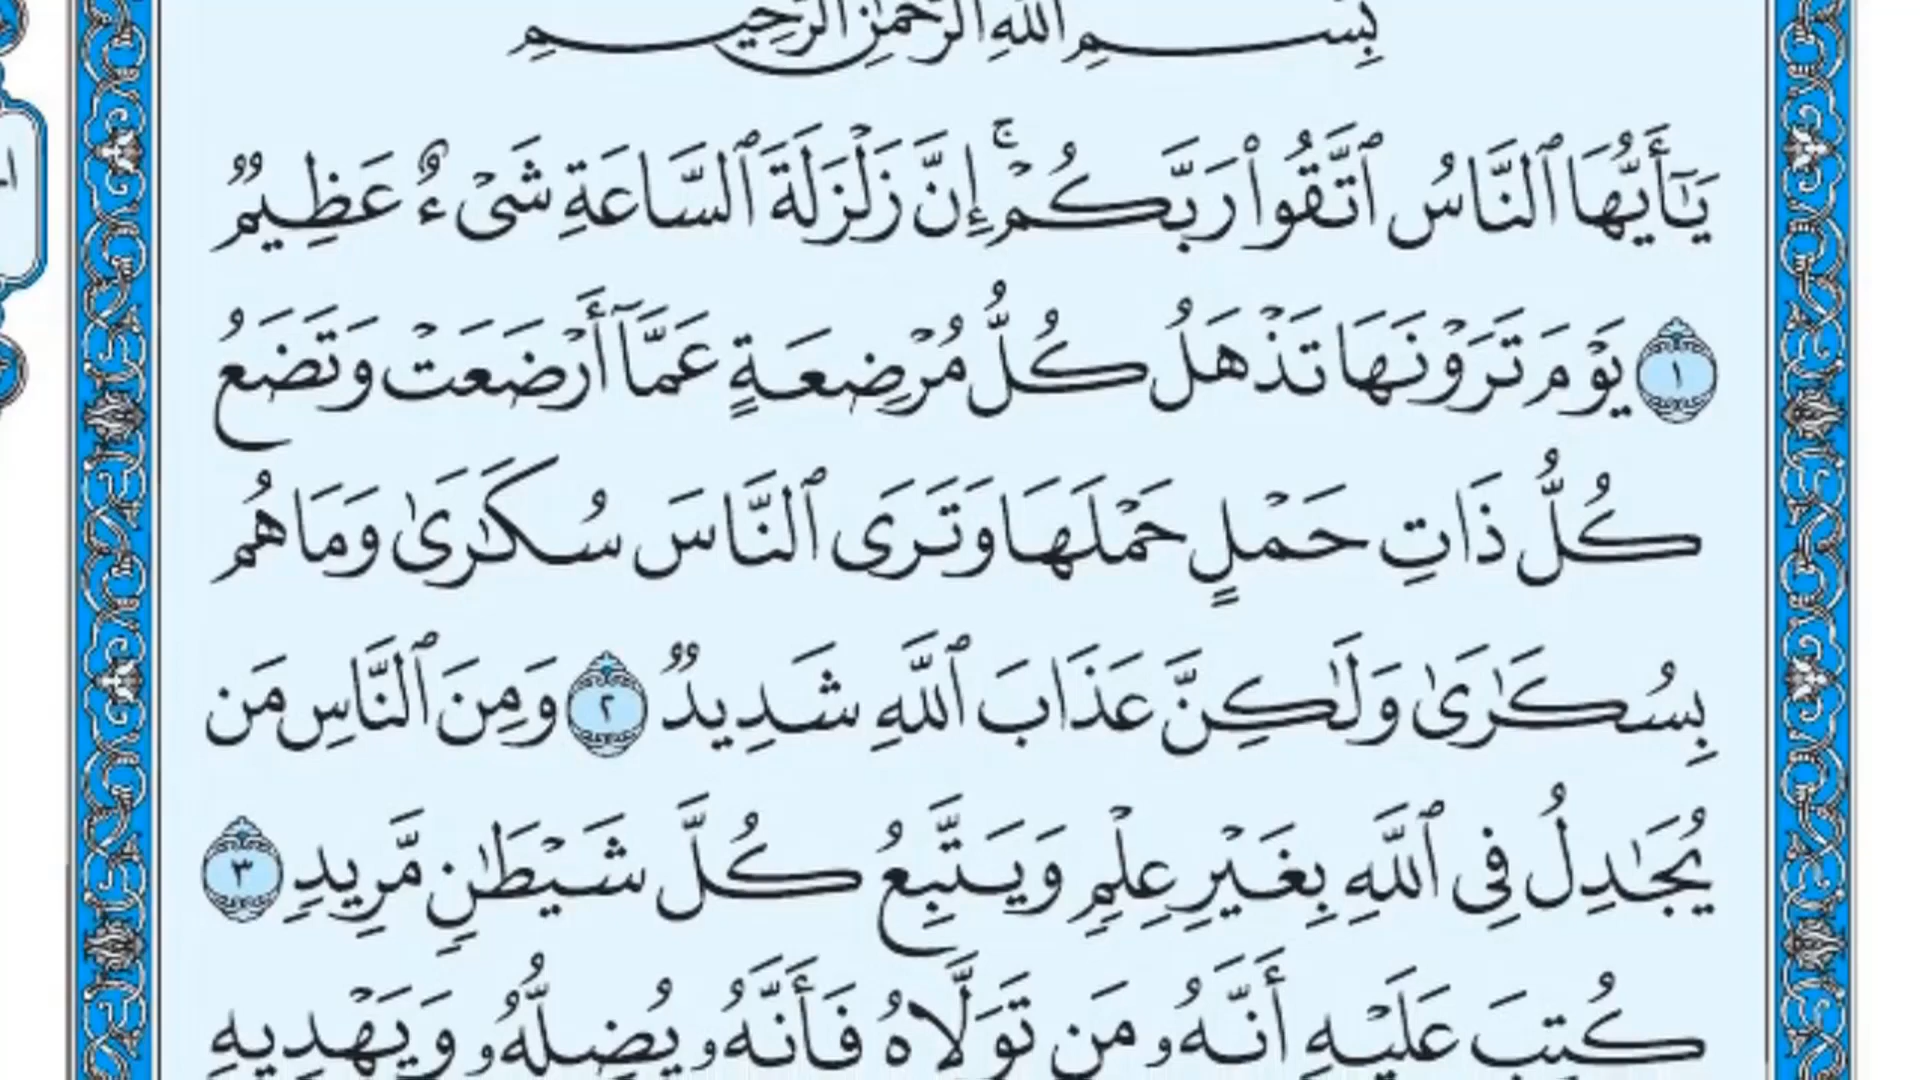 بِسْمِ ٱللَّهِ ٱلرَّحْمَٰنِ ٱلرَّحِيمِ
يَٰٓأَيُّهَا ٱلنَّاسُ ٱتَّقُوا۟ رَبَّكُمْ ۚ إِنَّ زَلْزَلَةَ ٱلسَّاعَةِ شَىْءٌ عَظِيمٌ
١ يَوْمَ تَرَوْنَهَا تَذْهَلُ كُلُّ مُرْضِعَةٍ عَمَّآ أَرْضَعَتْ وَتَضَعُ
كُلُّ ذَاتِ حَمْلٍ حَمْلَهَا وَتَرَى ٱلنَّاسَ سُكَٰرَىٰ وَمَا هُم
بِسُكَٰرَىٰ وَلَٰكِنَّ عَذَابَ ٱللَّهِ شَدِيدٌ ٢ وَمِنَ ٱلنَّاسِ مَن
يُجَٰدِلُ فِى ٱللَّهِ بِغَيْرِ عِلْمٍ وَيَتَّبِعُ كُلَّ شَيْطَٰنٍ مَّرِيدٍ ٣
كُتِبَ عَلَيْهِ أَنَّهُۥ مَن تَوَلَّاهُ فَأَنَّهُۥ يُضِلُّهُۥ وَيَهْدِيهِ